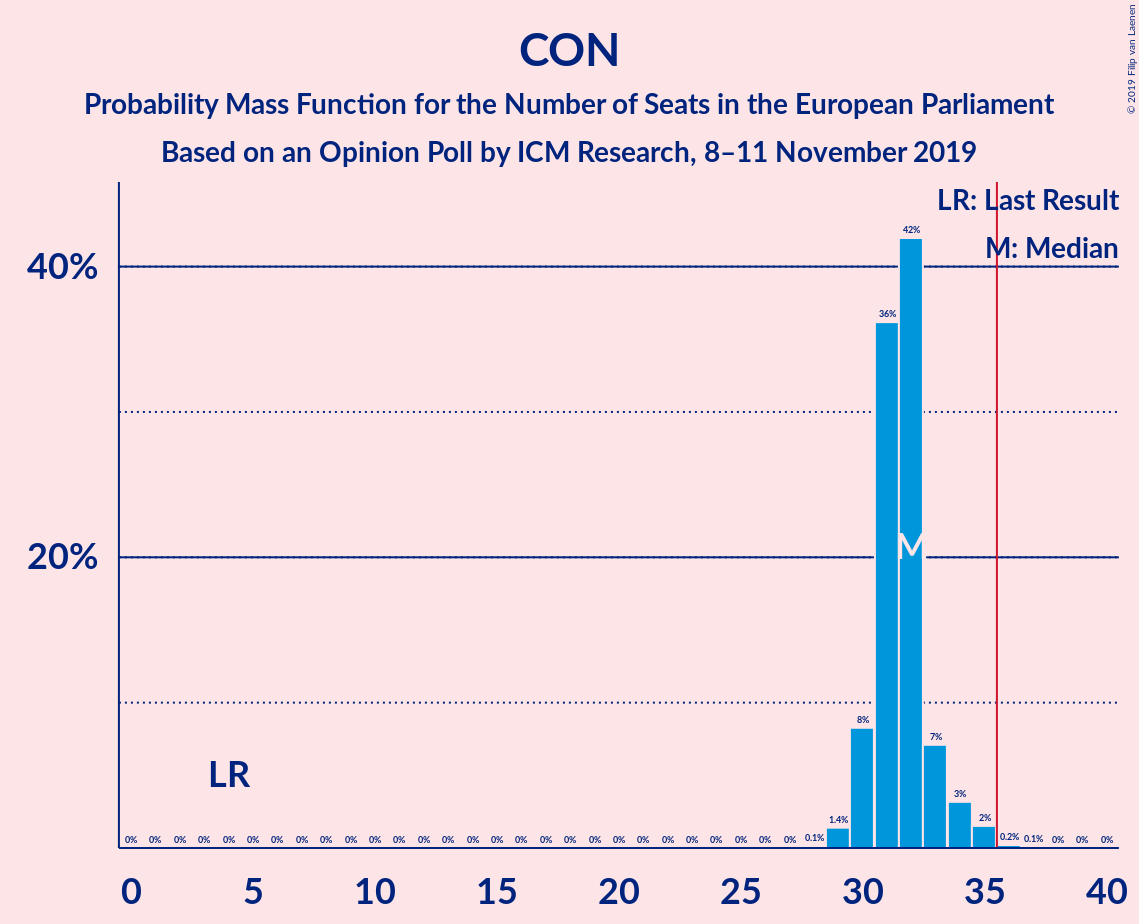 CON
Probability Mass Function for the Number of Seats in the European Parliament
Based on an Opinion Poll by ICM Research, 8–11 November 2019
© 2019 Filip van Laenen
LR: Last Result
M: Median
40%
20%
42%
36%
M
8%
7%
3%
2%
1.4%
LR
0% 0% 0% 0% 0% 0% 0% 0% 0% 0% 0% 0% 0% 0% 0% 0% 0% 0% 0% 0% 0% 0% 0% 0% 0% 0% 0% 0% 0.1% 0.2% 0.1% 0% 0% 0%
0 5 10 15 20 25 30 35 40